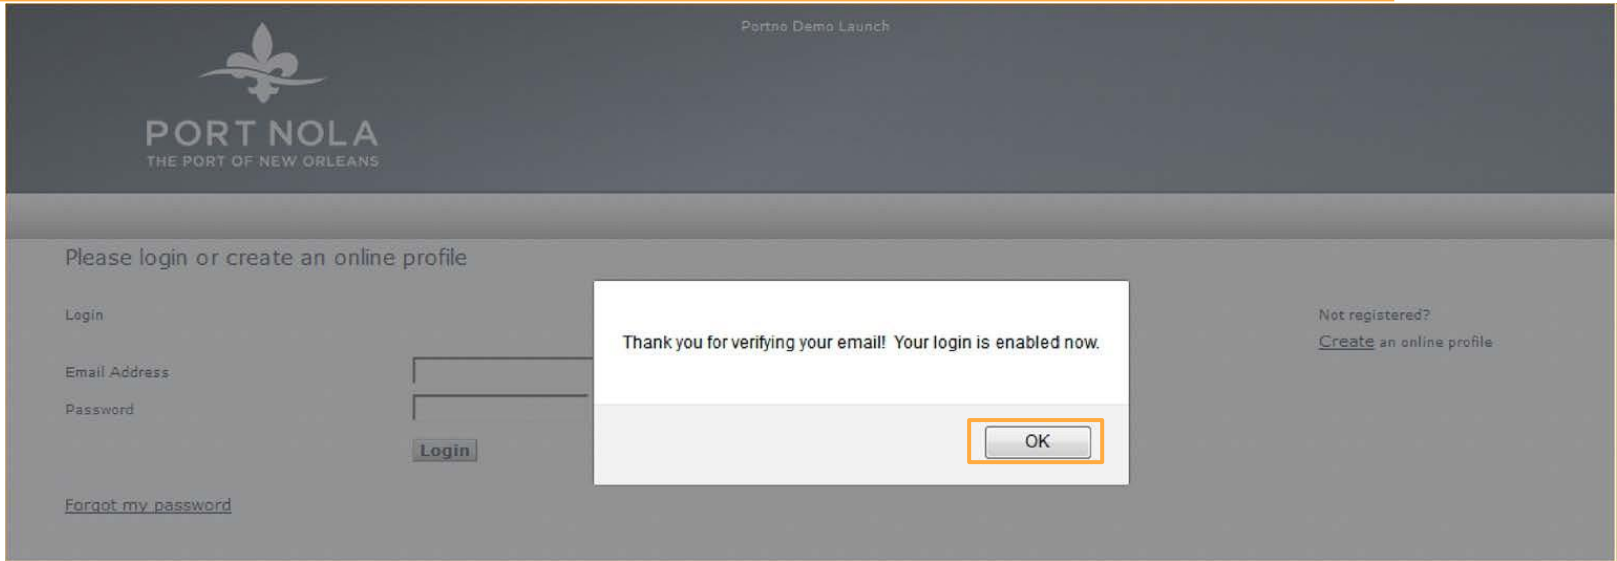 Portno Demo Launch
PORT NOLA
THE PORT OF NEW ORLEANS
Please login or create an online profile
Login
Email Address
Password
Login
Forgot my password
Thank you for verifying your email! Your login is enabled now.
OK
Not registered?
Create an online profile